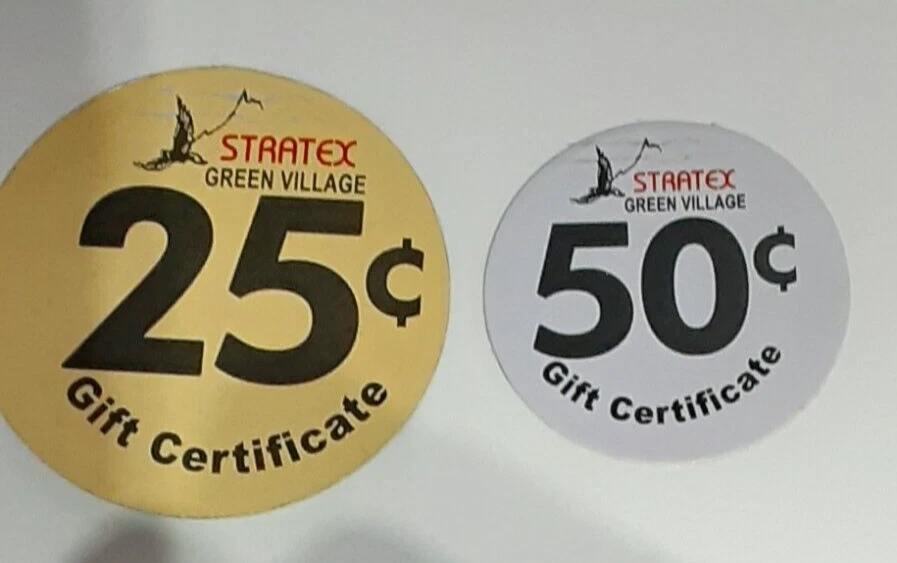 STRATEX
GREEN VILLAGE
25¢
Gift Certificate
STRATEX
GREEN VILLAGE
50¢
Gift Certificate